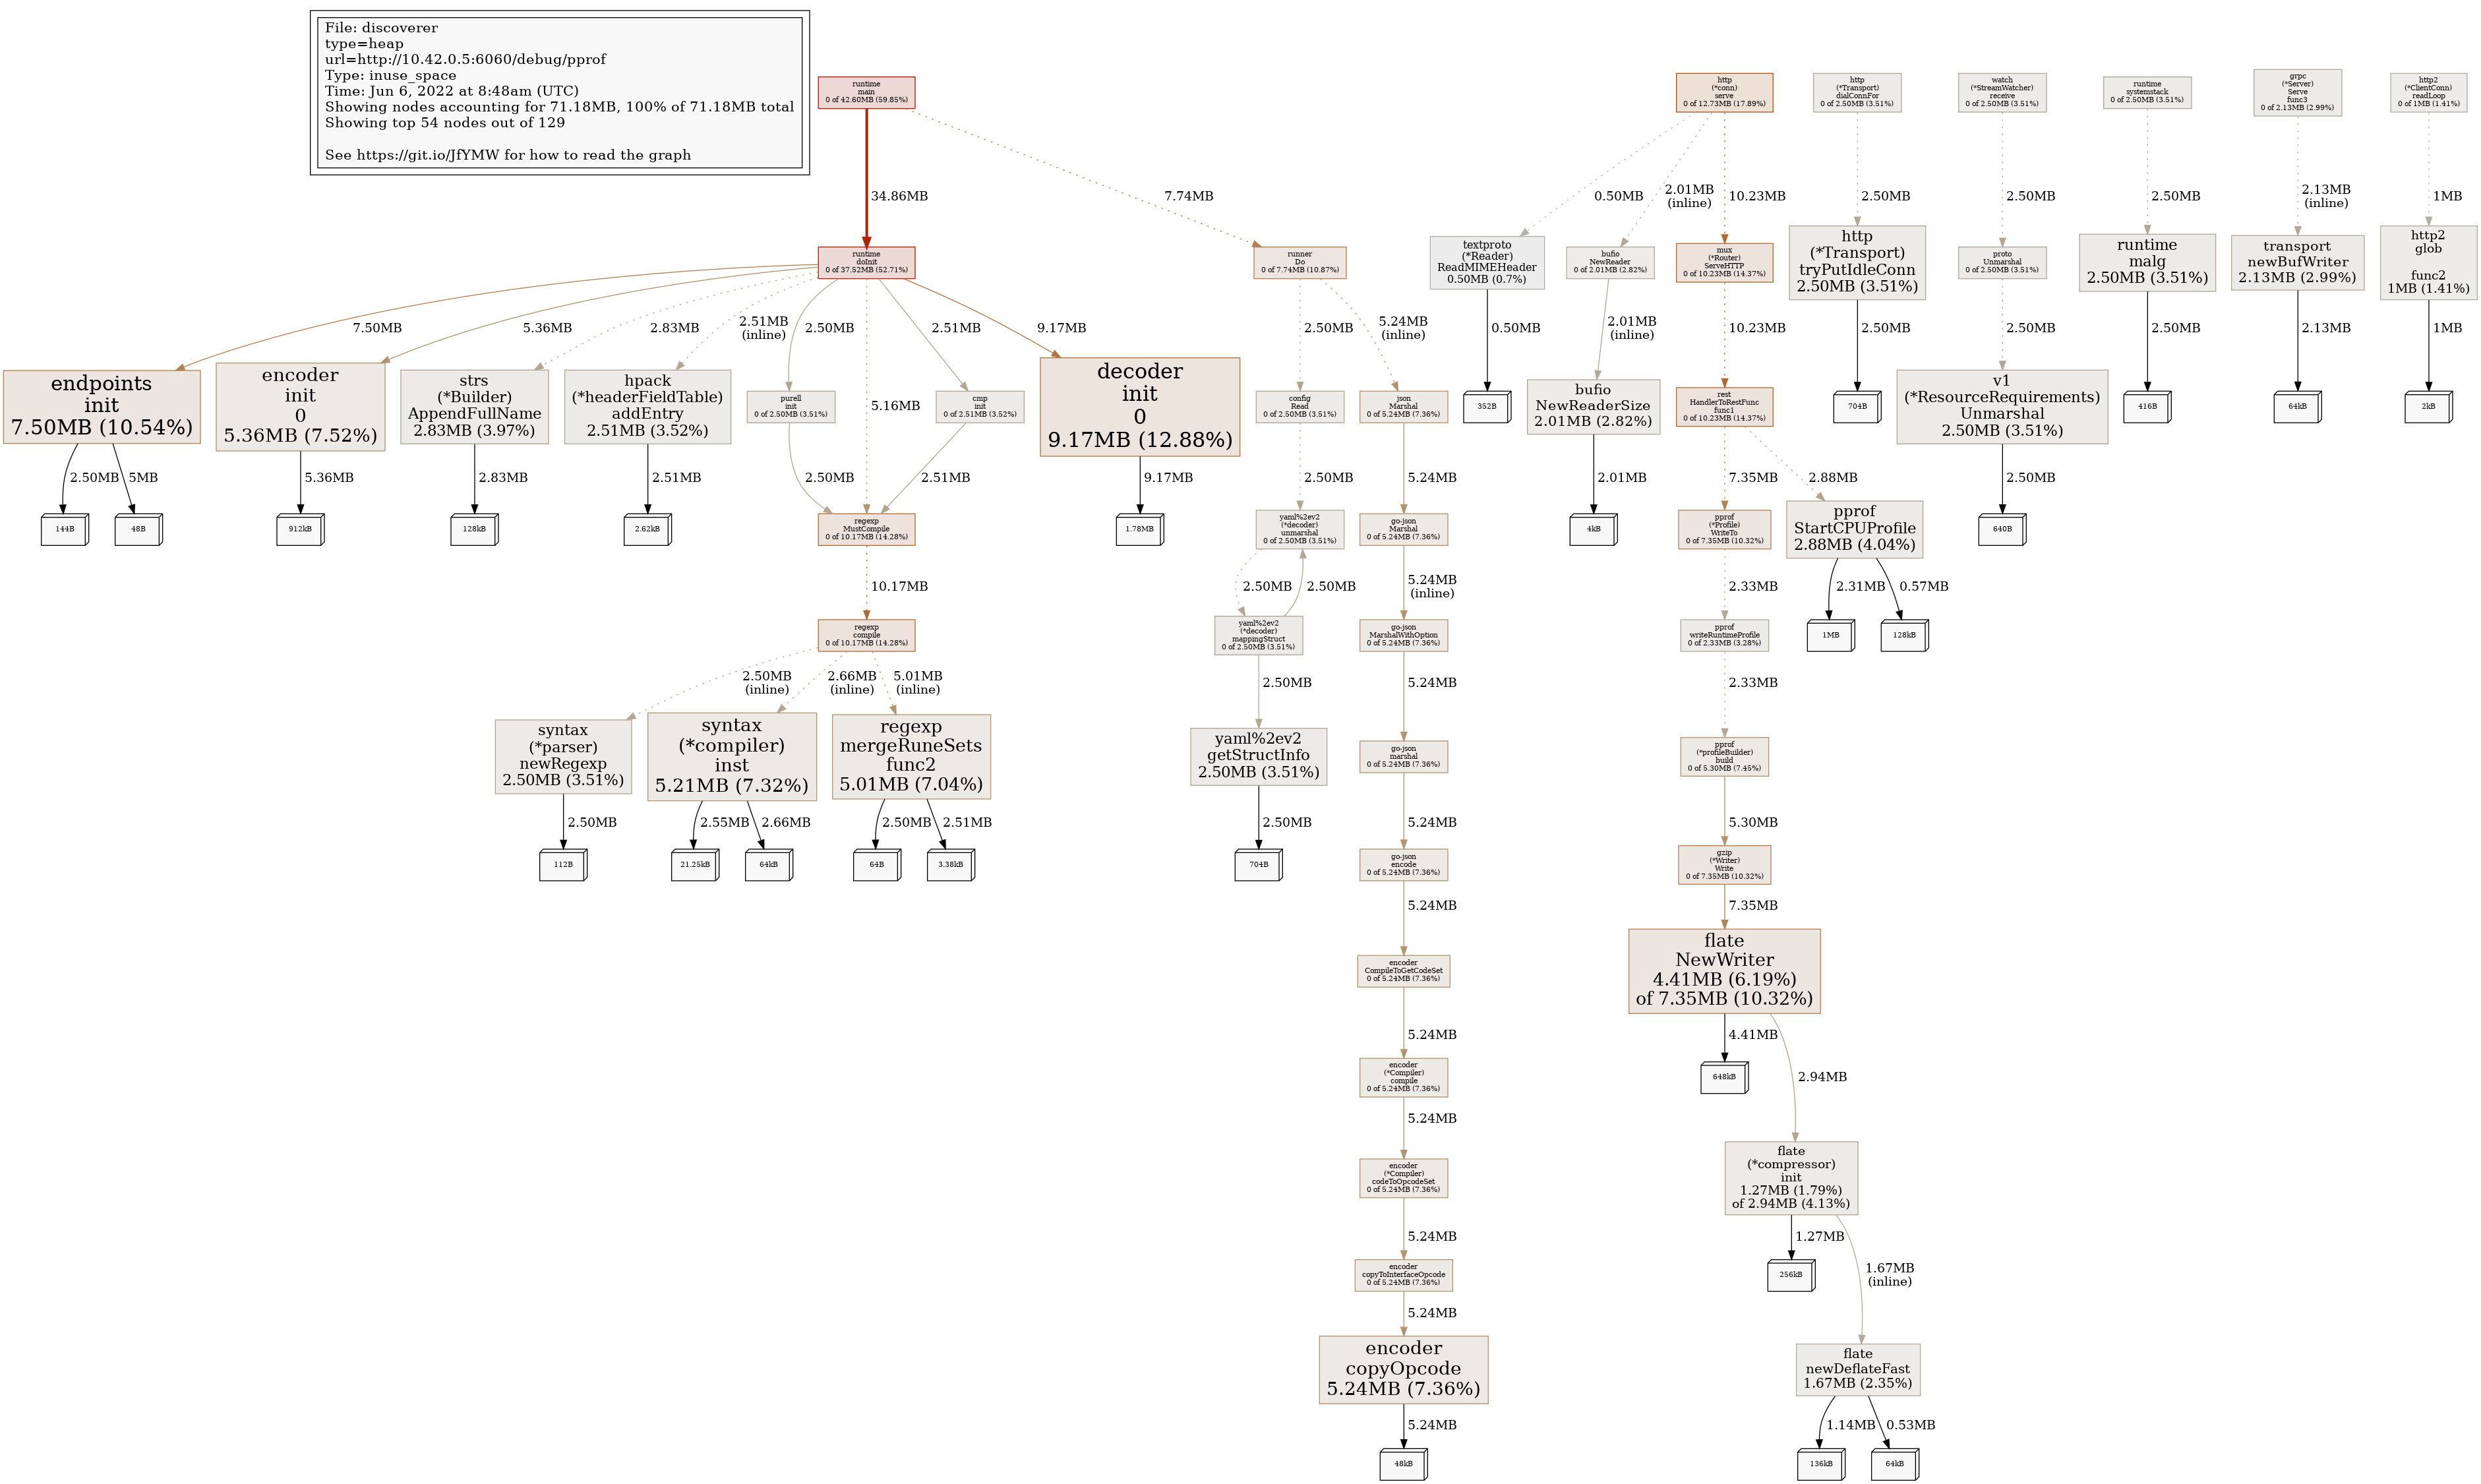 File: discoverer
type=heap
url=http://10.42.0.5:6060/debug/pprof
Type: inuse_space
Time: Jun 6, 2022 at 8:48am (UTC)
Showing nodes accounting for 71.18MB, 100% of 71.18MB total
Showing top 54 nodes out of 129
See https://git.io/JfYMW for how to read the graph
runtime
main
0 of 42.60MB (59.85%)
http
(*conn)
serve
0 of 12.73MB (17.89%)
http
(*Transport)
dialConnFor
0 of 2.50MB (3.51%)
watch
(*StreamWatcher)
receive
0 of 2.50MB (3.51%)
runtime
systemstack
0 of 2.50MB (3.51%)
grpc
(*Server)
Serve
func3
0 of 2.13MB (2.99%)
http2
(*ClientConn)
readLoop
0 of 1MB (1.41%)
34.86MB
7.74MB
0.50MB
2.01MB
(inline)
10.23MB
2.50MB
2.50MB
2.50MB
2.13MB
(inline)
1MB
runtime
doInit
0 of 37.52MB (52.71%)
runner
Do
0 of 7.74MB (10.87%)
textproto
(*Reader)
ReadMIMEHeader
0.50MB (0.7%)
bufio
NewReader
0 of 2.01MB (2.82%)
mux
(*Router)
ServeHTTP
0 of 10.23MB (14.37%)
http
(*Transport)
tryPutIdleConn
2.50MB (3.51%)
proto
Unmarshal
0 of 2.50MB (3.51%)
runtime
malg
2.50MB (3.51%)
transport
newBufWriter
2.13MB (2.99%)
http2
glob
func2
1MB (1.41%)
7.50MB
5.36MB
2.83MB
2.51MB
(inline)
2.50MB
5.16MB
2.51MB
9.17MB
2.50MB
5.24MB
(inline)
0.50MB
2.01MB
(inline)
10.23MB
2.50MB
2.50MB
2.50MB
2.13MB
1MB
endpoints
init
7.50MB (10.54%)
encoder
init
0
5.36MB (7.52%)
strs
(*Builder)
AppendFullName
2.83MB (3.97%)
hpack
(*headerFieldTable)
addEntry
2.51MB (3.52%)
purell
init
0 of 2.50MB (3.51%)
cmp
init
0 of 2.51MB (3.52%)
decoder
init
0
9.17MB (12.88%)
config
Read
0 of 2.50MB (3.51%)
json
Marshal
0 of 5.24MB (7.36%)
352B
bufio
NewReaderSize
2.01MB (2.82%)
rest
HandlerToRestFunc
func1
0 of 10.23MB (14.37%)
704B
v1
(*ResourceRequirements)
Unmarshal
2.50MB (3.51%)
416B
64kB
2kB
2.50MB
5MB
5.36MB
2.83MB
2.51MB
2.50MB
2.51MB
9.17MB
2.50MB
5.24MB
2.01MB
7.35MB
2.88MB
2.50MB
144B
48B
912kB
128kB
2.62kB
regexp
MustCompile
0 of 10.17MB (14.28%)
1.78MB
yaml%2ev2
(*decoder)
unmarshal
0 of 2.50MB (3.51%)
go-json
Marshal
0 of 5.24MB (7.36%)
4kB
pprof
(*Profile)
WriteTo
0 of 7.35MB (10.32%)
pprof
StartCPUProfile
2.88MB (4.04%)
640B
10.17MB
2.50MB
2.50MB
5.24MB
(inline)
2.33MB
2.31MB
0.57MB
regexp
compile
0 of 10.17MB (14.28%)
yaml%2ev2
(*decoder)
mappingStruct
0 of 2.50MB (3.51%)
go-json
MarshalWithOption
0 of 5.24MB (7.36%)
pprof
writeRuntimeProfile
0 of 2.33MB (3.28%)
1MB
128kB
2.50MB
(inline)
2.66MB
(inline)
5.01MB
(inline)
2.50MB
5.24MB
2.33MB
syntax
(*parser)
newRegexp
2.50MB (3.51%)
syntax
(*compiler)
inst
5.21MB (7.32%)
regexp
mergeRuneSets
func2
5.01MB (7.04%)
yaml%2ev2
getStructInfo
2.50MB (3.51%)
go-json
marshal
0 of 5.24MB (7.36%)
pprof
(*profileBuilder)
build
0 of 5.30MB (7.45%)
2.50MB
2.55MB
2.66MB
2.50MB
2.51MB
2.50MB
5.24MB
5.30MB
112B
21.25kB
64kB
64B
3.38kB
704B
go-json
encode
0 of 5.24MB (7.36%)
gzip
(*Writer)
Write
0 of 7.35MB (10.32%)
5.24MB
7.35MB
encoder
CompileToGetCodeSet
0 of 5.24MB (7.36%)
flate
NewWriter
4.41MB (6.19%)
of 7.35MB (10.32%)
5.24MB
4.41MB
2.94MB
encoder
(*Compiler)
compile
0 of 5.24MB (7.36%)
648kB
5.24MB
encoder
(*Compiler)
codeToOpcodeSet
0 of 5.24MB (7.36%)
flate
(*compressor)
init
1.27MB (1.79%)
of 2.94MB (4.13%)
5.24MB
1.27MB
1.67MB
(inline)
encoder
copyToInterfaceOpcode
0 of 5.24MB (7.36%)
256kB
5.24MB
encoder
copyOpcode
5.24MB (7.36%)
flate
newDeflateFast
1.67MB (2.35%)
5.24MB
1.14MB
0.53MB
48kB
136kB
64kB